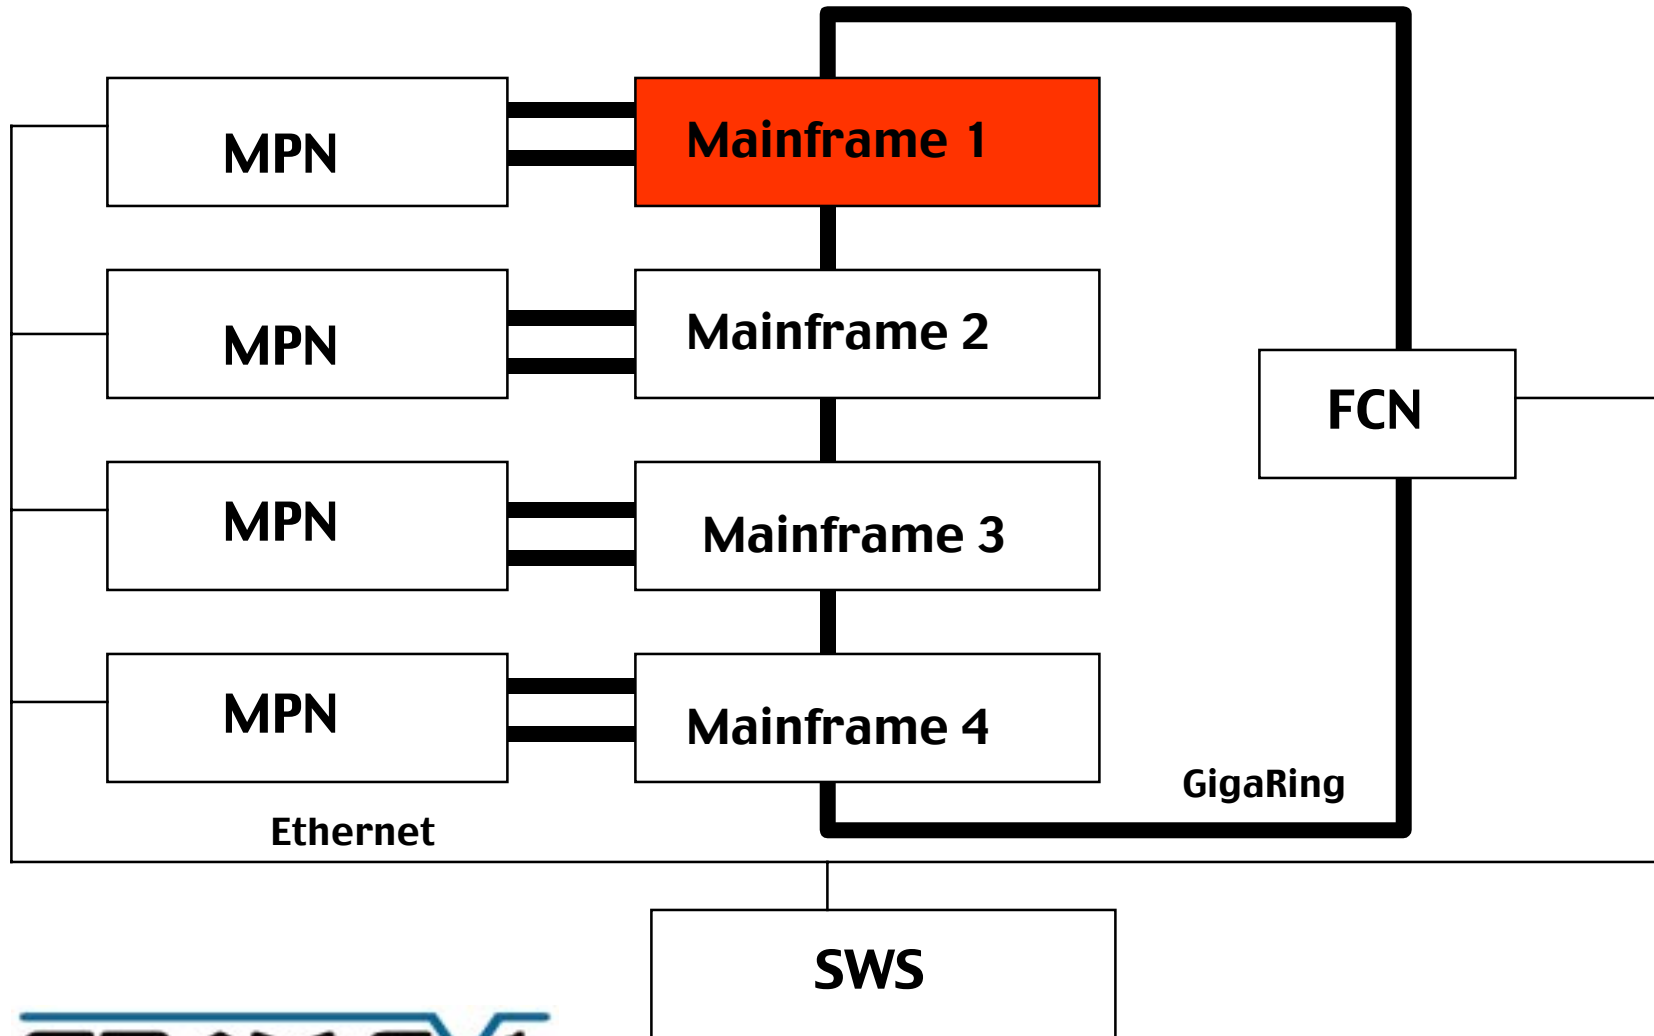 MPN
Mainframe 1
MPN
Mainframe 2
FCN
MPN
Mainframe 3
MPN
Mainframe 4
GigaRing
Ethernet
SWS